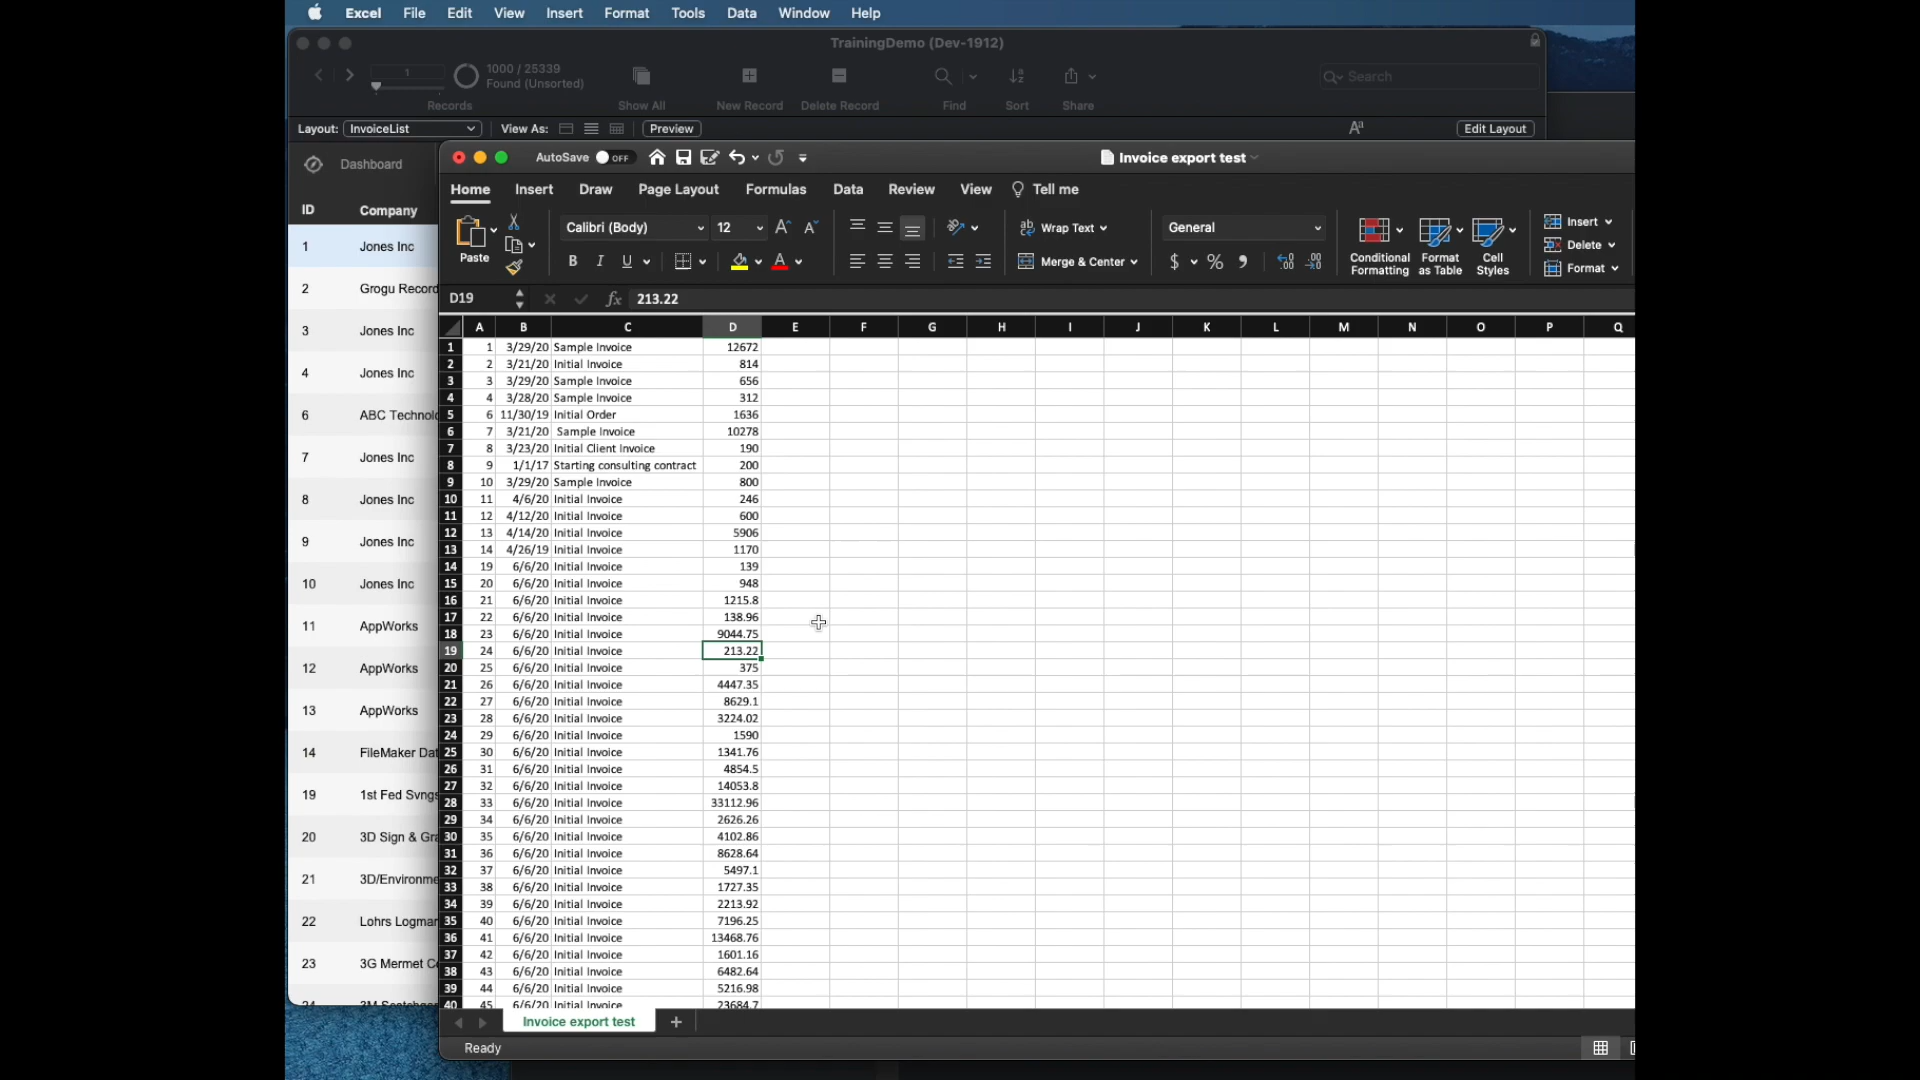 Excel File Edit View Insert Format Tools Data Window Help
TrainingDemo (Dev-1912)
1 1000 / 25339
Found (Unsorted)
Search
Records Show All New Record Delete Record Find Sort Share
Layout: InvoiceList View As: Preview Aª Edit Layout
Dashboard
ID Company
1 Jones Inc
2 Grogu Record
3 Jones Inc
4 Jones Inc
6 ABC Technol
7 Jones Inc
8 Jones Inc
9 Jones Inc
10 Jones Inc
11 AppWorks
12 AppWorks
13 AppWorks
14 FileMaker Dat
19 1st Fed Svngs
20 3D Sign & Gra
21 3D/Environme
22 Lohrs Logmar
23 3G Mermet C
AutoSave OFF Invoice export test
Home Insert Draw Page Layout Formulas Data Review View Tell me
Paste Calibri (Body) 12 A A Wrap Text General Insert
B I U A Merge & Center $ % Conditional Formatting Format as Table Cell Styles Delete
Format
D19 fx 213.22
A B C D E F G H I J K L M N O P Q
1 1 3/29/20 Sample Invoice 12672
2 2 3/21/20 Initial Invoice 814
3 3 3/29/20 Sample Invoice 656
4 4 3/28/20 Sample Invoice 312
5 6 11/30/19 Initial Order 1636
6 7 3/21/20 Sample Invoice 10278
7 8 3/23/20 Initial Client Invoice 190
8 9 1/1/17 Starting consulting contract 200
9 10 3/29/20 Sample Invoice 800
10 11 4/6/20 Initial Invoice 246
11 12 4/12/20 Initial Invoice 600
12 13 4/14/20 Initial Invoice 5906
13 14 4/26/19 Initial Invoice 1170
14 19 6/6/20 Initial Invoice 139
15 20 6/6/20 Initial Invoice 948
16 21 6/6/20 Initial Invoice 1215.8
17 22 6/6/20 Initial Invoice 138.96
18 23 6/6/20 Initial Invoice 9044.75
19 24 6/6/20 Initial Invoice 213.22
20 25 6/6/20 Initial Invoice 375
21 26 6/6/20 Initial Invoice 4447.35
22 27 6/6/20 Initial Invoice 8629.1
23 28 6/6/20 Initial Invoice 3224.02
24 29 6/6/20 Initial Invoice 1590
25 30 6/6/20 Initial Invoice 1341.76
26 31 6/6/20 Initial Invoice 4854.5
27 32 6/6/20 Initial Invoice 14053.8
28 33 6/6/20 Initial Invoice 33112.96
29 34 6/6/20 Initial Invoice 2626.26
30 35 6/6/20 Initial Invoice 4102.86
31 36 6/6/20 Initial Invoice 8628.64
32 37 6/6/20 Initial Invoice 5497.1
33 38 6/6/20 Initial Invoice 1727.35
34 39 6/6/20 Initial Invoice 2213.92
35 40 6/6/20 Initial Invoice 7196.25
36 41 6/6/20 Initial Invoice 13468.76
37 42 6/6/20 Initial Invoice 1601.16
38 43 6/6/20 Initial Invoice 6482.64
39 44 6/6/20 Initial Invoice 5216.98
40 45 6/6/20 Initial Invoice 23684.7
Invoice export test +
Ready